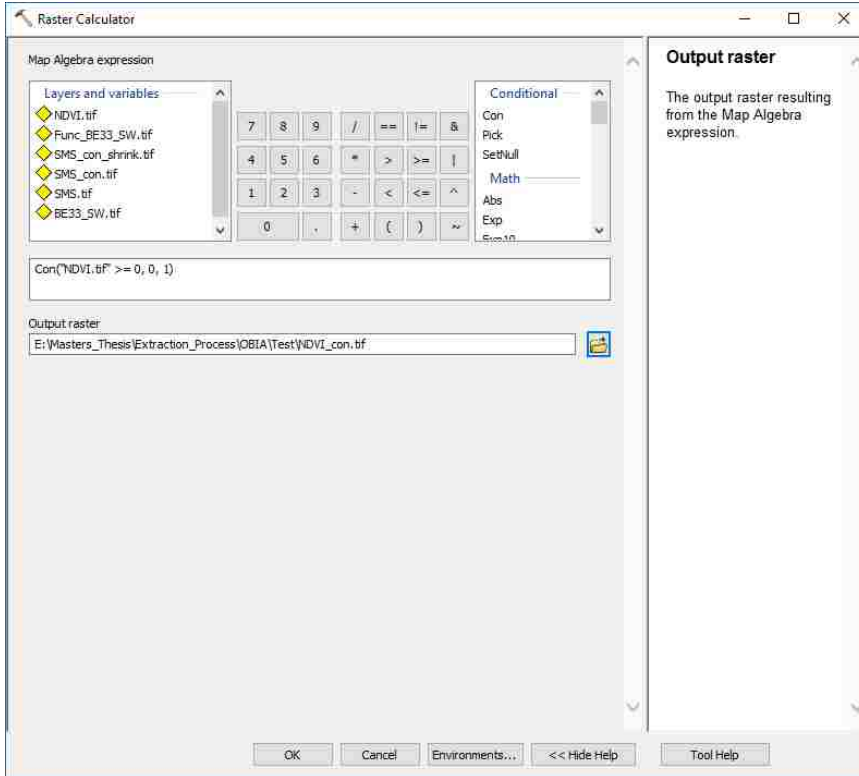 Raster Calculator
Map Algebra expression
Layers and variables
NDVI.tif
Func_BE33_SW.tif
SMS_con_shrink.tif
SMS_con.tif
SMS.tif
BE33_SW.tif
7 8 9 / == != &
4 5 6 * > >= |
1 2 3 - < <= ^
0 . + ( ) ~
Conditional
Con
Pick
SetNull
Math
Abs
Exp
Exp10
Con("NDVI.tif" >= 0, 0, 1)
Output raster
E:\Masters_Thesis\Extraction_Process\OBIA\Test\NDVI_con.tif
OK Cancel Environments... << Hide Help Tool Help
Output raster
The output raster resulting
from the Map Algebra
expression.